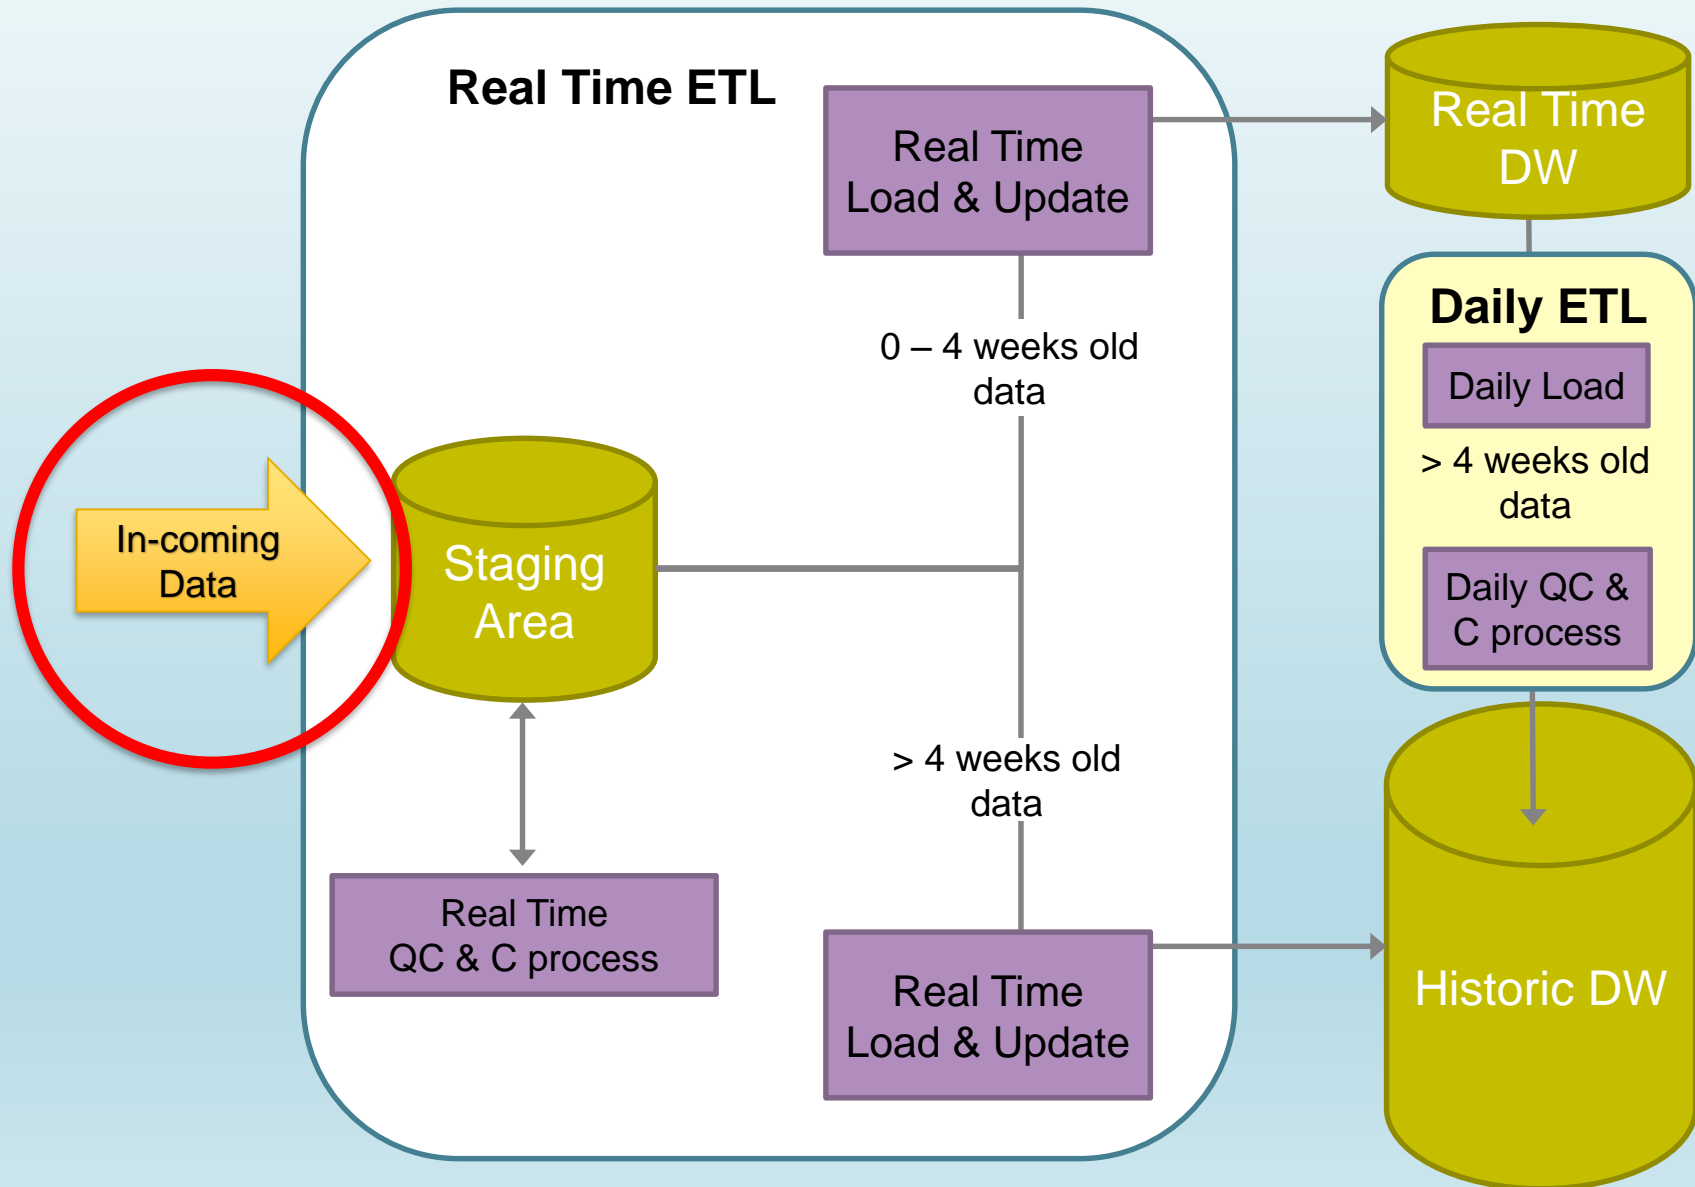 Real Time ETL
Real Time
Load & Update
Real Time
DW
0 – 4 weeks old
data
Daily ETL
Daily Load
> 4 weeks old
data
Daily QC &
C process
In-coming
Data
Staging
Area
> 4 weeks old
data
Real Time
QC & C process
Real Time
Load & Update
Historic DW